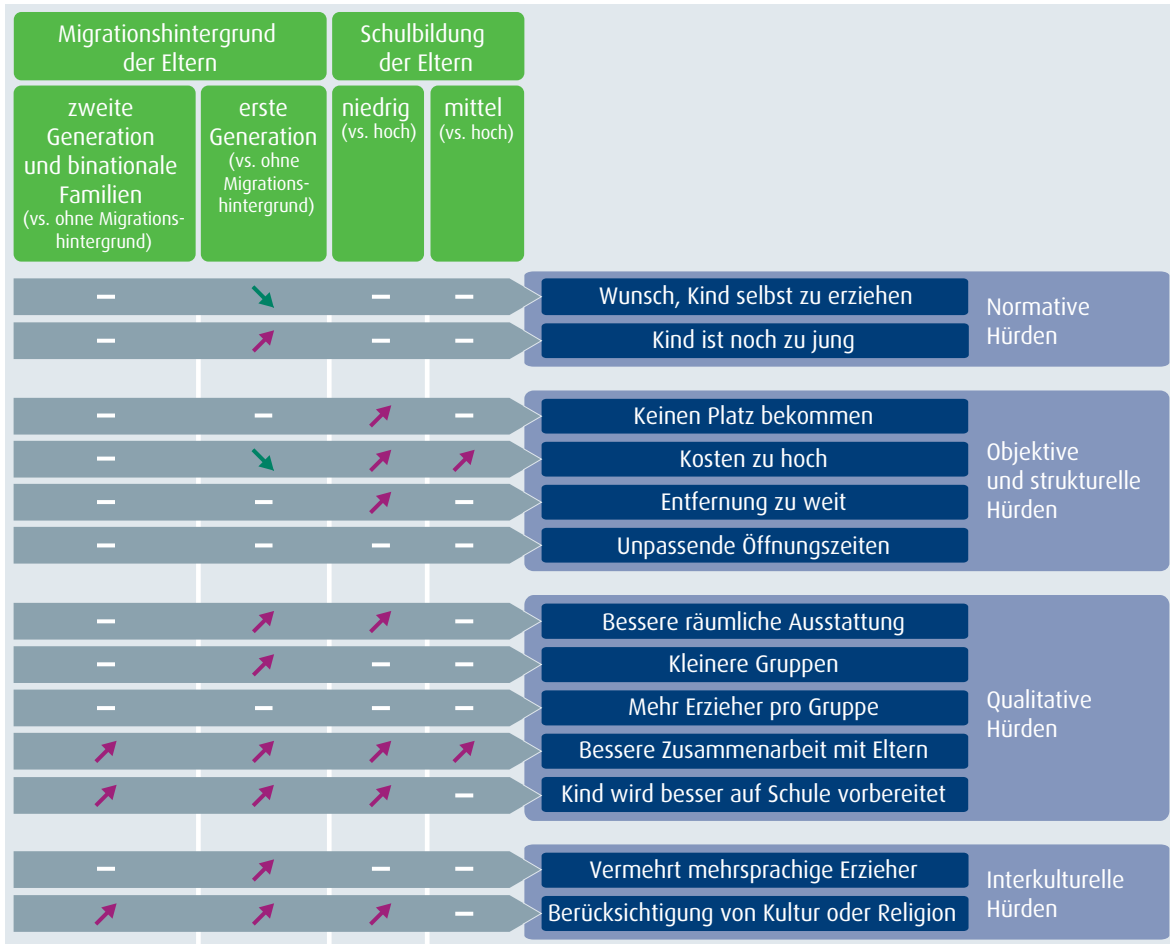 Migrationshintergrund
der Eltern
Schulbildung
der Eltern
zweite
Generation
und binationale
Familien
(vs. ohne Migrations-
hintergrund)
erste
Generation
(vs. ohne
Migrations-
hintergrund)
niedrig
(vs. hoch)
mittel
(vs. hoch)
Wunsch, Kind selbst zu erziehen
Kind ist noch zu jung
Normative
Hürden
Keinen Platz bekommen
Kosten zu hoch
Entfernung zu weit
Unpassende Öffnungszeiten
Objektive
und strukturelle
Hürden
Bessere räumliche Ausstattung
Kleinere Gruppen
Mehr Erzieher pro Gruppe
Bessere Zusammenarbeit mit Eltern
Kind wird besser auf Schule vorbereitet
Qualitative
Hürden
Vermehrt mehrsprachige Erzieher
Berücksichtigung von Kultur oder Religion
Interkulturelle
Hürden